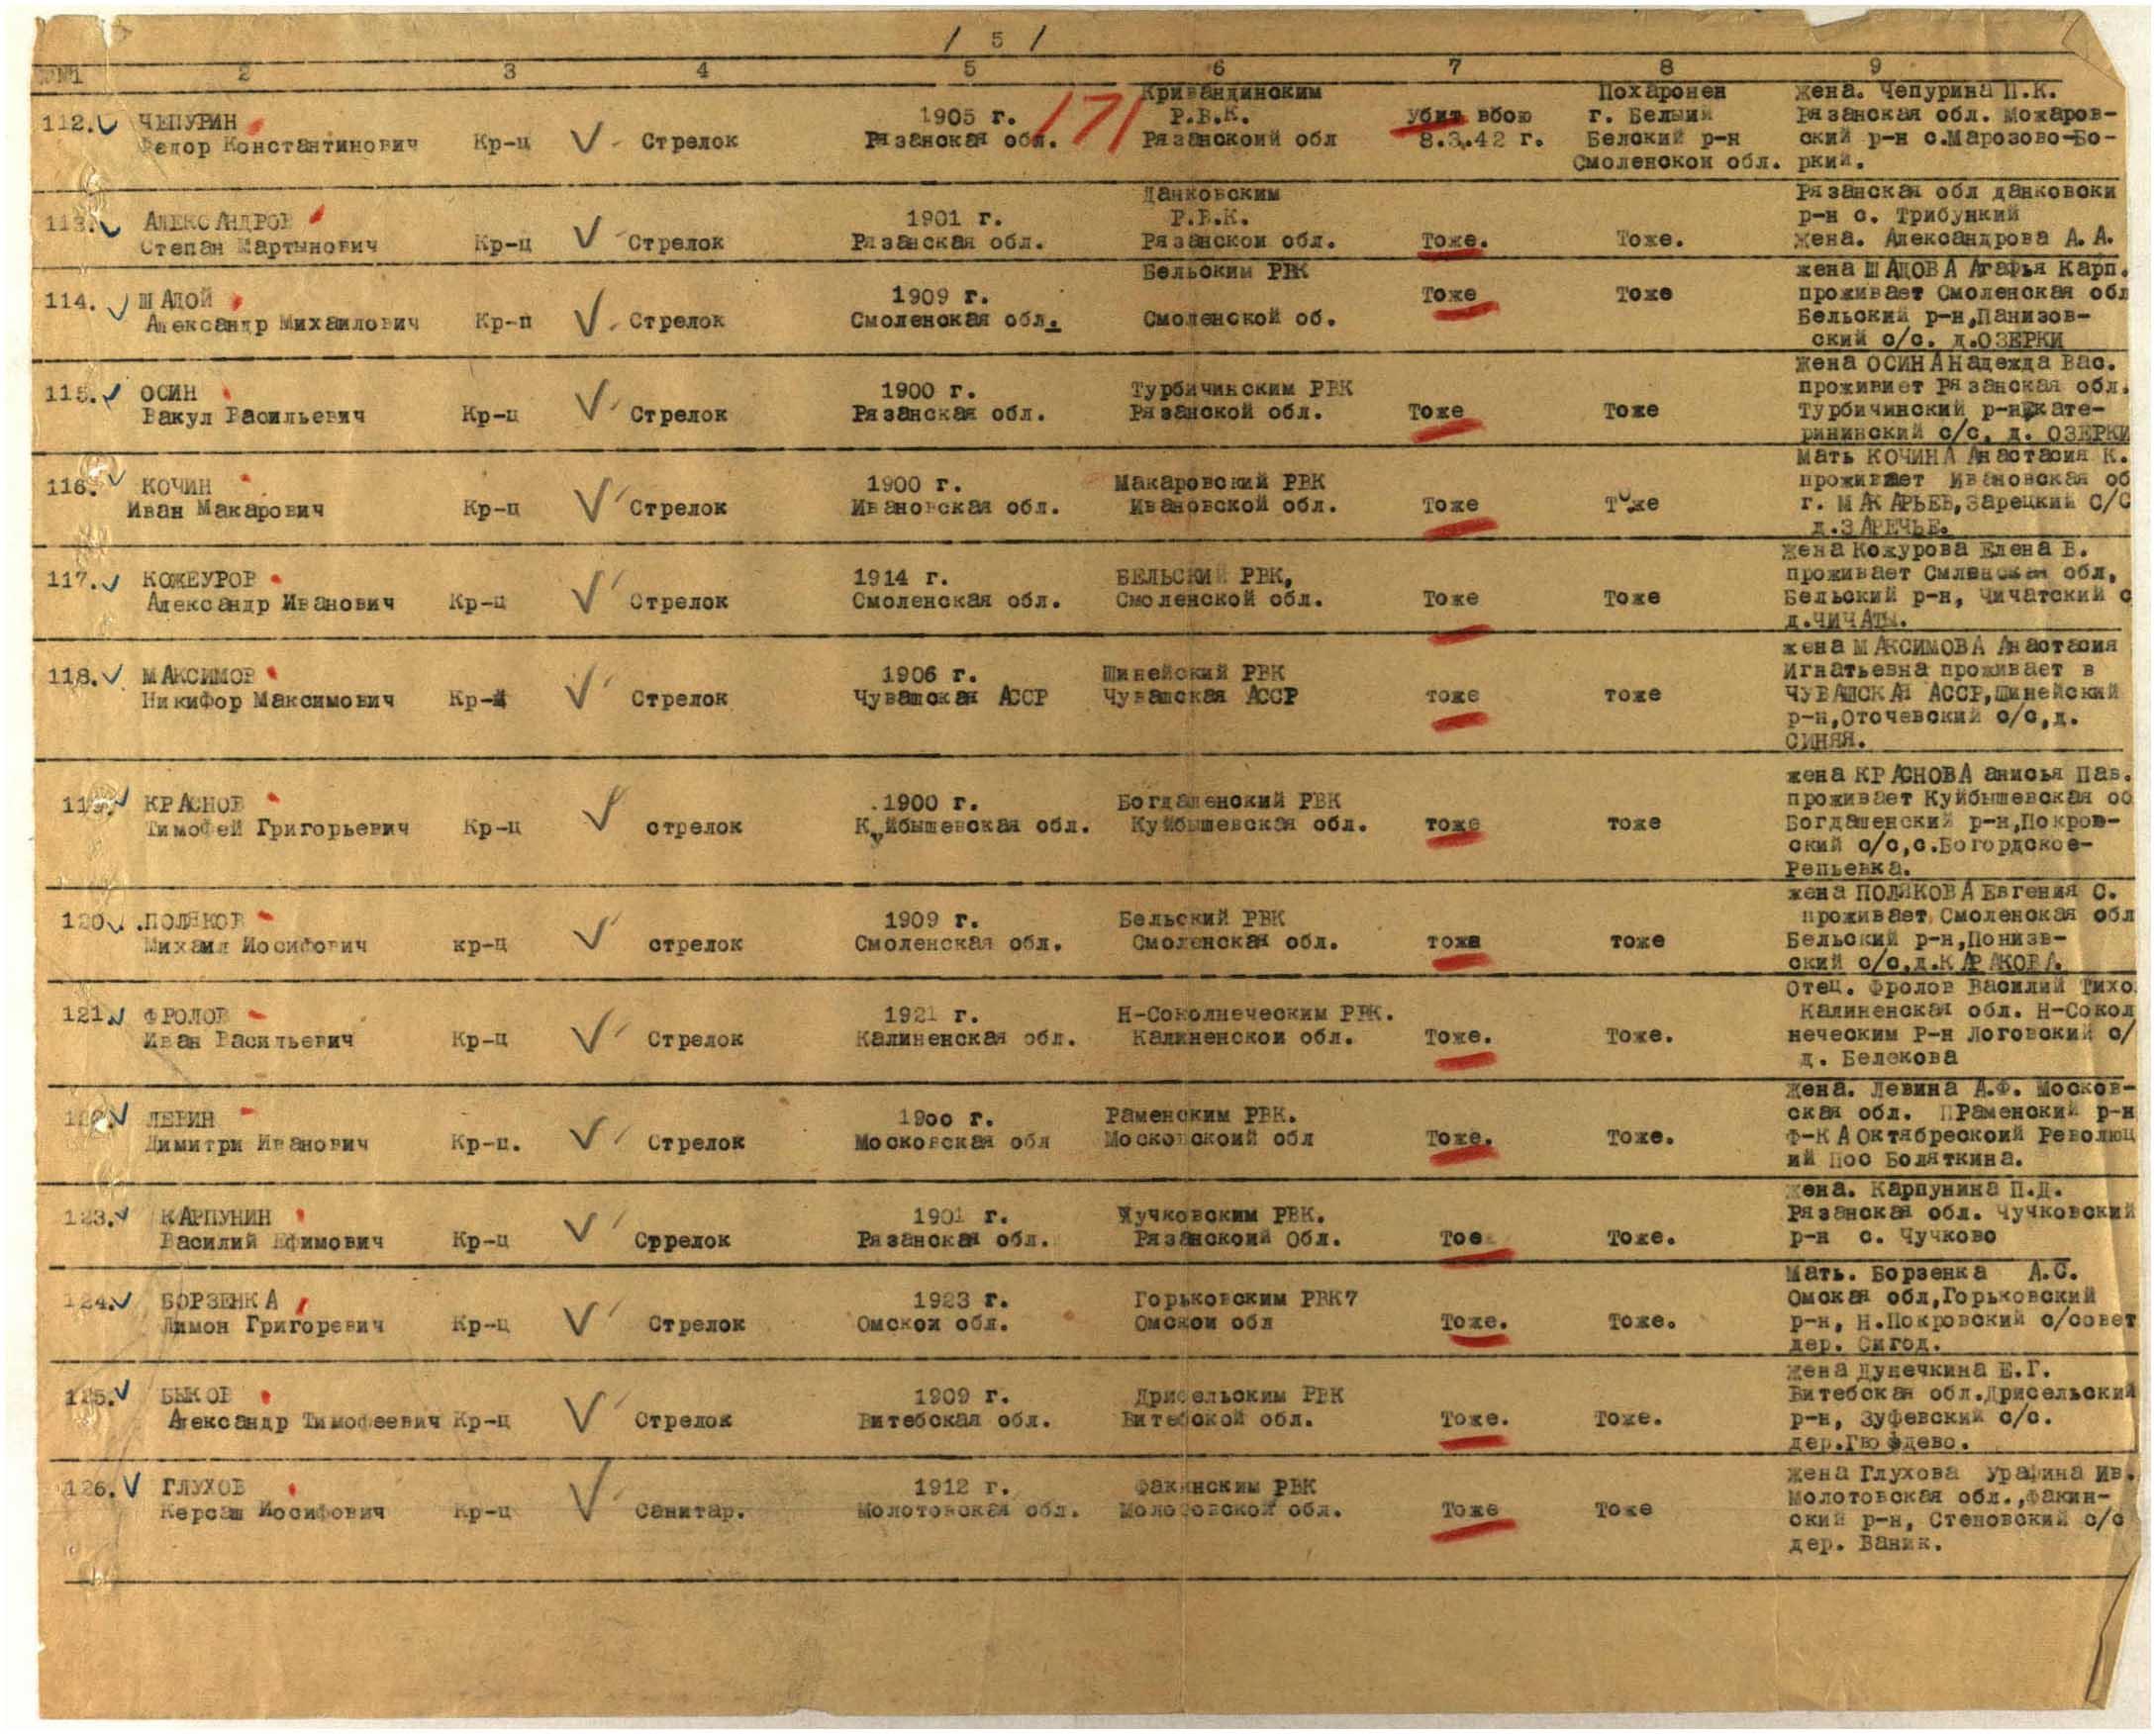 / 5 /
№№1 2 3 4 5 6 7 8 9
171
Кривандинским Похаронен жена. Чепурина П.К.
112. ЧЕПУРИН 1905 г. Р.В.К. Убит вбою г. Белыий Рязанская обл. Можаров-
Федор Константинович Кр-ц Стрелок Рязанская обл. Рязанскоий обл 8.3.42 г. Белский р-н ский р-н с.Марозово-Бо-
Смоленскои обл. ркий.
Данковским Рязанская обл данковски
113. АЛЕКСАНДРОВ 1901 г. Р.В.К. р-н с. Трибункий
Степан Мартынович Кр-ц Стрелок Рязанская обл. Рязанскои обл. Тоже. Тоже. жена. Александрова А.А.
Бельским РВК жена ШАДОВА Агафья Карп.
114. ШАДОЙ 1909 г. Тоже Тоже проживает Смоленская обл
Александр Михаилович Кр-п Стрелок Смоленская обл. Смоленской об. Бельский р-н,Панизов-
ский с/с. д.ОЗЕРКИ
жена ОСИНА Надежда Вас.
115. ОСИН 1900 г. Турбичинским РВК проживиет Рязанская обл.
Вакул Васильевич Кр-ц Стрелок Рязанская обл. Рязанской обл. Тоже Тоже Турбичинский р-н кате-
рининский с/с, д. ОЗЕРКИ
мать КОЧИНА Анастасия К.
116. КОЧИН 1900 г. Макаровский РВК проживает Ивановская об
Иван Макарович Кр-ц Стрелок Ивановская обл. Ивановской обл. Тоже Тоже г. МАКАРЬЕВ,Зарецкий С/С
д.ЗАРЕЧЬЕ.
жена Кожурова Елена В.
117. КОЖЕУРОВ 1914 г. БЕЛЬСКИЙ РВК, проживает Смленская обл,
Александр Иванович Кр-ц Стрелок Смоленская обл. Смоленской обл. Тоже Тоже Бельский р-н, Чичатский с
д.ЧИЧАТЫ.
жена МАКСИМОВА Анастасия
118. МАКСИМОВ 1906 г. Шинейский РВК Игнатьевна проживает в
Никифор Максимович Кр-ц Стрелок Чувашская АССР Чувашская АССР тоже тоже ЧУВАШСКАЯ АССР,Шинейский
р-н,Оточевский с/с,д.
СИНЯЯ.
жена КРАСНОВА анисья Пав.
119. КРАСНОВ 1900 г. Богдашенский РВК проживает Куйбышевская об
Тимофей Григорьевич Кр-ц стрелок Куйбышевская обл. Куйбышевская обл. тоже тоже Богдашенский р-н,Покров-
ский с/с,с.Богордское-
Репьевка.
жена ПОЛЯКОВА Евгения С.
120. ПОЛЯКОВ 1909 г. Бельский РВК проживает Смоленская обл
Михаил Иосифович кр-ц стрелок Смоленская обл. Смоленская обл. тоже тоже Бельский р-н,Понизв-
ский с/с,д.КАРАКОВА.
Отец. Фролов Василий Тихо.
121. ФРОЛОВ 1921 г. Н-Соколнеческим РВК. Калиненская обл. Н-Сокол
Иван Васильевич Кр-ц Стрелок Калиненская обл. Калиненскои обл. Тоже. Тоже. неческим Р-н Логовский с/
д. Белекова
Жена. Левина А.Ф. Москов-
122. ЛЕВИН 19оо г. Раменским РВК. ская обл. ПРаменский р-н
Димитри Иванович Кр-ц. Стрелок Московская обл Московскоий обл Тоже. Тоже. Ф-КА Октябрескоий Революц
ий Пос Боляткина.
жена. Карпунина П.Д.
123. КАРПУНИН 1901 г. Чучковским РВК. Рязанская обл. Чучковский
Василий Ефимович Кр-ц Сррелок Рязанская обл. Рязанскоий Обл. Тое Тоже. р-н с. Чучково
Мать. Борзенка А.С.
124. БОРЗЕНКА 1923 г. Горьковским РВК7 Омская обл,Горьковский
Лимон Григоревич Кр-ц Стрелок Омскои обл. Омскои обл Тоже. Тоже. р-н, Н.Покровский с/совет
дер. Сигод.
жена Дунечкина Е.Г.
125. БЫКОВ 1909 г. Дрисельским РВК Витебская обл.Дрисельский
Александр Тимофеевич Кр-ц Стрелок Витебская обл. Витебской обл. Тоже. Тоже. р-н, Зуфевский с/с.
дер.
жена Глухова Урафина Ив.
126. ГЛУХОВ 1912 г. Факинским РВК Молотовская обл.,Факин-
Керсаш Иосифович Кр-ц Санитар. Молотовская обл. Молотовской обл. Тоже Тоже ский р-н, Стеновский с/с
дер. Ваник.